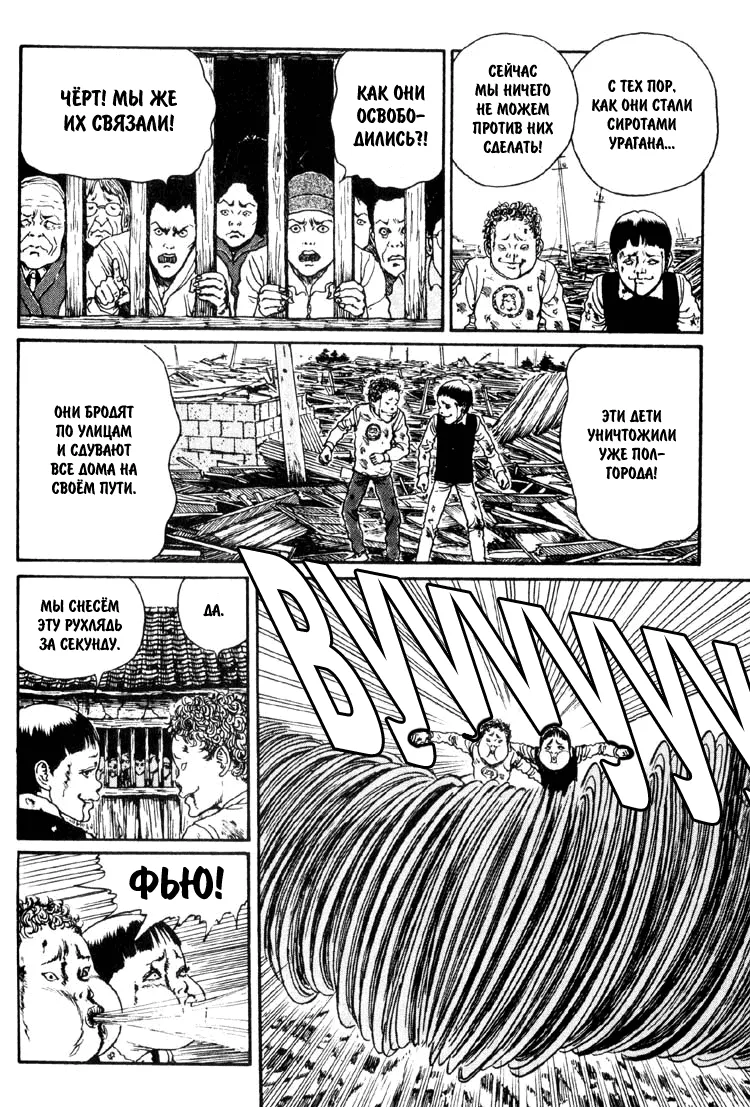 С ТЕХ ПОР,
КАК ОНИ СТАЛИ
СИРОТАМИ
УРАГАНА...
СЕЙЧАС
МЫ НИЧЕГО
НЕ МОЖЕМ
ПРОТИВ НИХ
СДЕЛАТЬ!
КАК ОНИ
ОСВОБО-
ДИЛИСЬ?!
ЧЁРТ! МЫ ЖЕ
ИХ СВЯЗАЛИ!
ЭТИ ДЕТИ
УНИЧТОЖИЛИ
УЖЕ ПОЛ-
ГОРОДА!
ОНИ БРОДЯТ
ПО УЛИЦАМ
И СДУВАЮТ
ВСЕ ДОМА НА
СВОЁМ ПУТИ.
ВУУУУУУ
ДА.
МЫ СНЕСЁМ
ЭТУ РУХЛЯДЬ
ЗА СЕКУНДУ.
ФЬЮ!